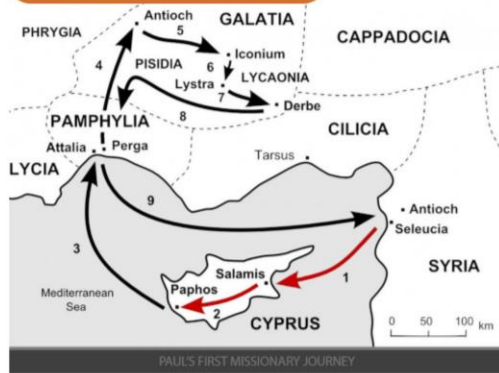 Antioch
GALATIA
PHRYGIA
5
CAPPADOCIA
Iconium
4
PISIDIA
6
Lystra
LYCAONIA
7
Derbe
8
PAMPHYLIA
CILICIA
Attalia
Perga
Tarsus
LYCIA
9
Antioch
Seleucia
3
SYRIA
Salamis
1
Mediterranean
Sea
Paphos
2
CYPRUS
0 50 100 km
PAUL'S FIRST MISSIONARY JOURNEY